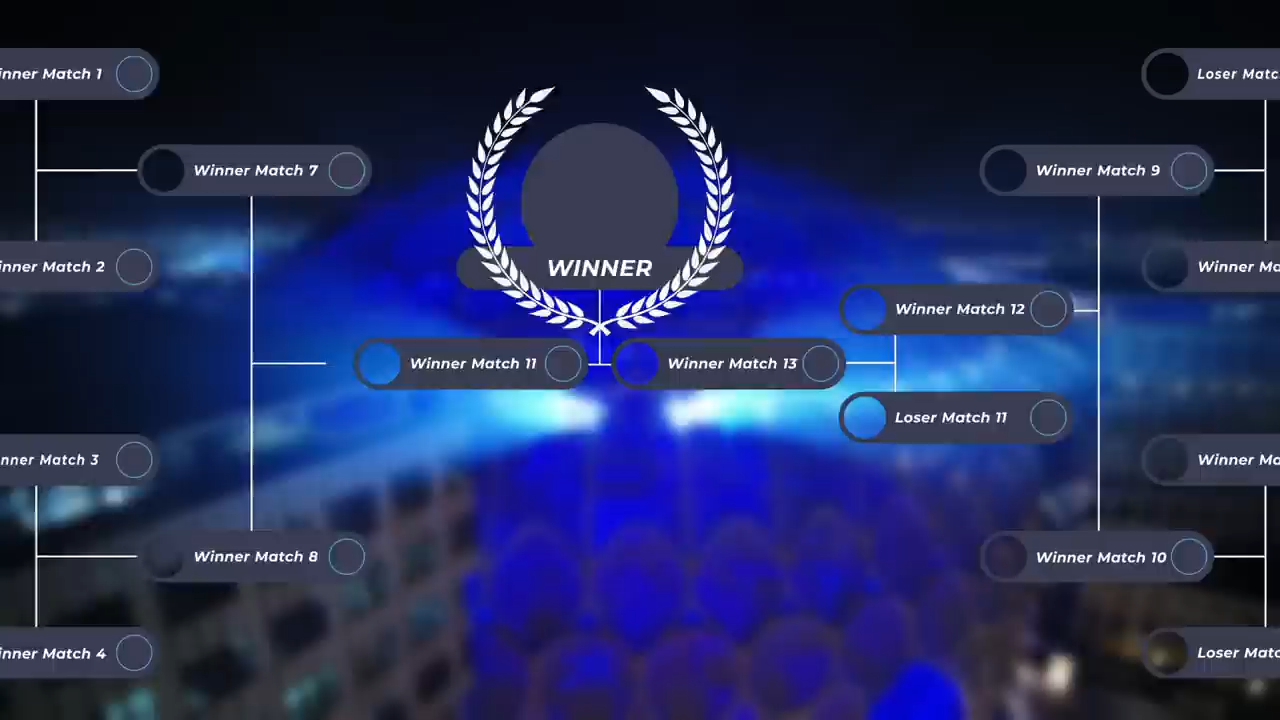 inner Match 1
Loser Matc
Winner Match 7
Winner Match 9
WINNER
inner Match 2
Winner Ma
Winner Match 12
Winner Match 11
Winner Match 13
Loser Match 11
nner Match 3
Winner Ma
Winner Match 8
Winner Match 10
inner Match 4
Loser Matc